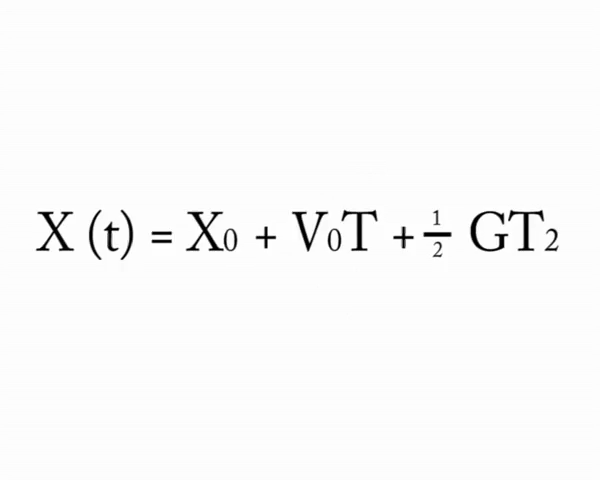 X (t) = X₀ + V₀T + ½ GT₂